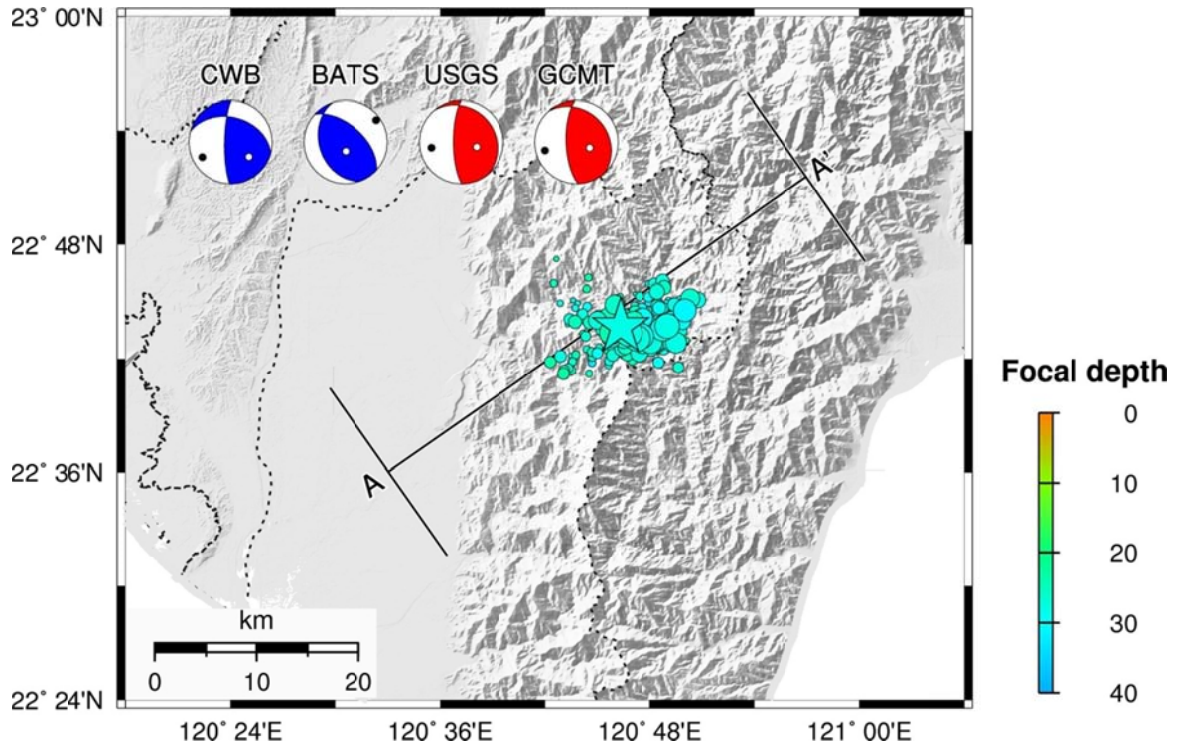 23° 00'N
CWB BATS USGS GCMT
A'
22° 48'N
Focal depth
0
22° 36'N
A
10
20
km
30
0 10 20
22° 24'N
40
120° 24'E 120° 36'E 120° 48'E 121° 00'E